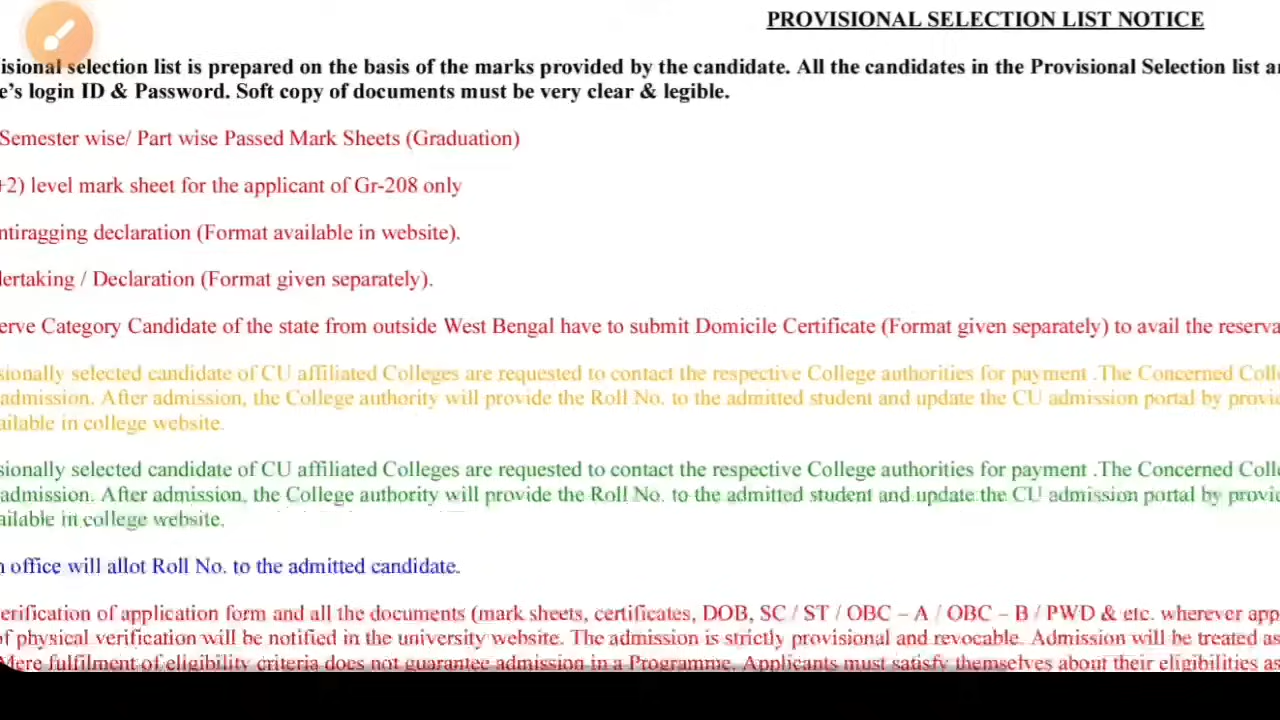 PROVISIONAL SELECTION LIST NOTICE
isional selection list is prepared on the basis of the marks provided by the candidate. All the candidates in the Provisional Selection list a
e's login ID & Password. Soft copy of documents must be very clear & legible.
Semester wise/ Part wise Passed Mark Sheets (Graduation)
+2) level mark sheet for the applicant of Gr-208 only
ntiragging declaration (Format available in website).
lertaking / Declaration (Format given separately).
erve Category Candidate of the state from outside West Bengal have to submit Domicile Certificate (Format given separately) to avail the reserva
sionally selected candidate of CU affiliated Colleges are requested to contact the respective College authorities for payment .The Concerned Coll
admission. After admission, the College authority will provide the Roll No. to the admitted student and update the CU admission portal by provi
ailable in college website.
sionally selected candidate of CU affiliated Colleges are requested to contact the respective College authorities for payment .The Concerned Coll
admission. After admission, the College authority will provide the Roll No. to the admitted student and update the CU admission portal by provi
ailable in college website.
n office will allot Roll No. to the admitted candidate.
erification of application form and all the documents (mark sheets, certificates, DOB, SC / ST / OBC – A / OBC – B / PWD & etc. wherever app
of physical verification will be notified in the university website. The admission is strictly provisional and revocable. Admission will be treated as
Mere fulfilment of eligibility criteria does not guarantee admission in a Programme. Applicants must satisfy themselves about their eligibilities as